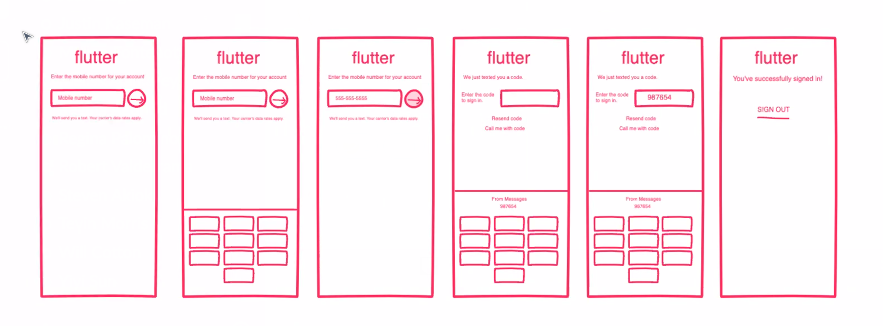 flutter
Enter the mobile number for your account
Mobile number
We'll send you a text. Your carrier's data rates apply.
flutter
Enter the mobile number for your account
Mobile number
We'll send you a text. Your carrier's data rates apply.
flutter
Enter the mobile number for your account
555-555-5555
We'll send you a text. Your carrier's data rates apply.
flutter
We just texted you a code.
Enter the code
to sign in.
Resend code
Call me with code
From Messages
987654
flutter
We just texted you a code.
Enter the code
to sign in.
987654
Resend code
Call me with code
From Messages
987654
flutter
You've successfully signed in!
SIGN OUT